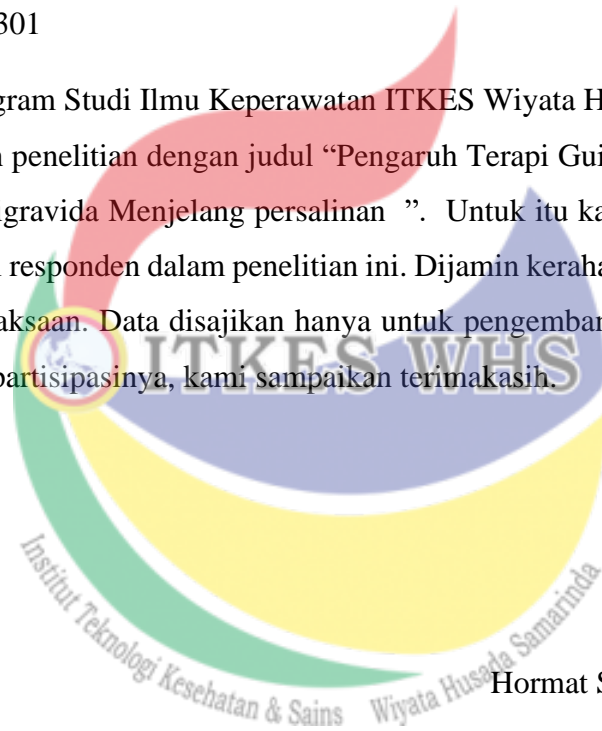 301
gram Studi Ilmu Keperawatan ITKES Wiyata H
penelitian dengan judul “Pengaruh Terapi Gui
igravida Menjelang persalinan ”. Untuk itu ka
responden dalam penelitian ini. Dijamin keraha
aksaan. Data disajikan hanya untuk pengemban
partisipasinya, kami sampaikan terimakasih.
ITKES WHS
Institut Teknologi Kesehatan & Sains Wiyata Husada Samarinda
Hormat S